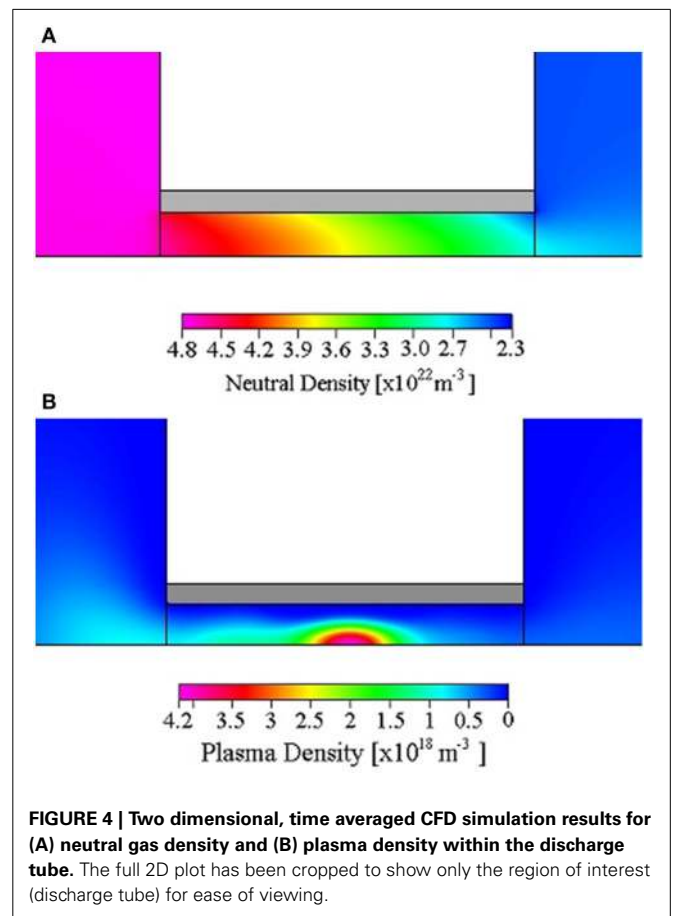 A
4.8 4.5 4.2 3.9 3.6 3.3 3.0 2.7 2.3
Neutral Density [x10²² m⁻³ ]
B
4.2 3.5 3 2.5 2 1.5 1 0.5 0
Plasma Density [x10¹⁸ m⁻³ ]
FIGURE 4 | Two dimensional, time averaged CFD simulation results for
(A) neutral gas density and (B) plasma density within the discharge
tube. The full 2D plot has been cropped to show only the region of interest
(discharge tube) for ease of viewing.